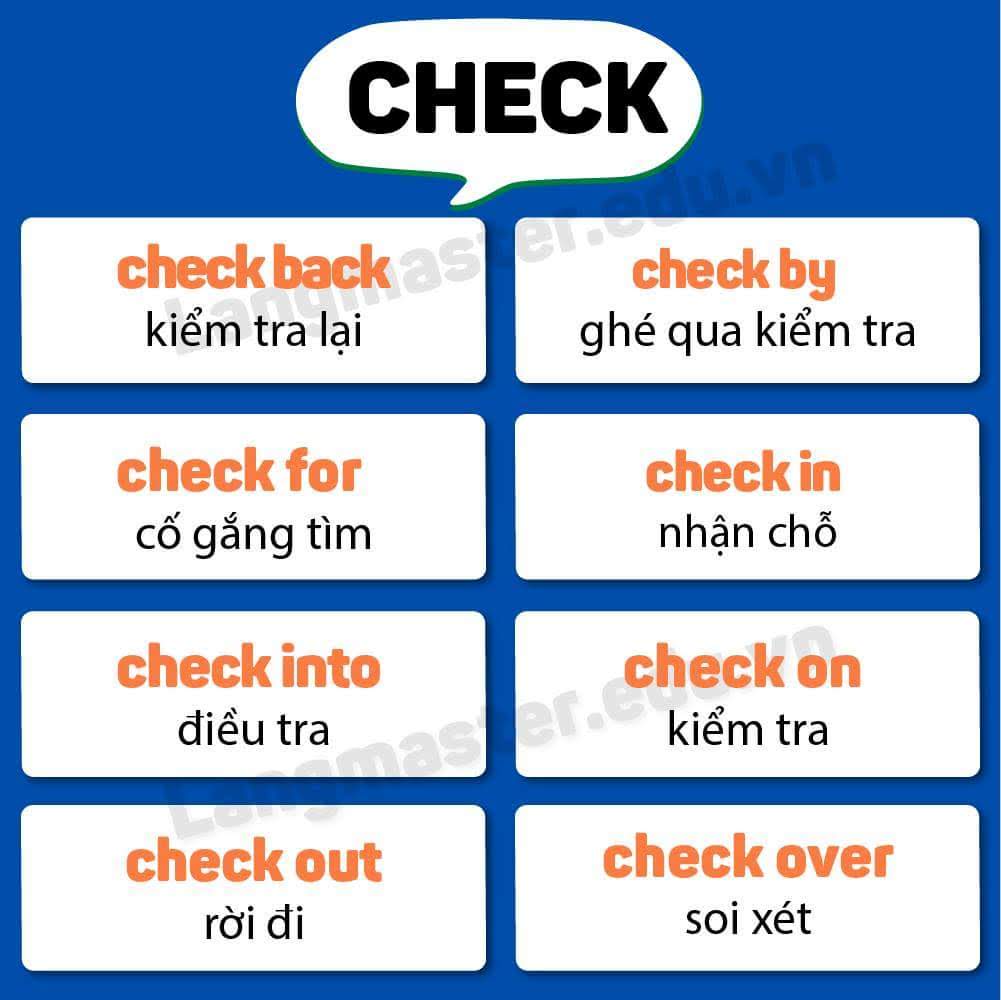 CHECK
check back
kiểm tra lại
check by
ghé qua kiểm tra
check for
cố gắng tìm
check in
nhận chỗ
check into
điều tra
check on
kiểm tra
check out
rời đi
check over
soi xét
Langmaster.edu.vn
Langmaster.edu.vn